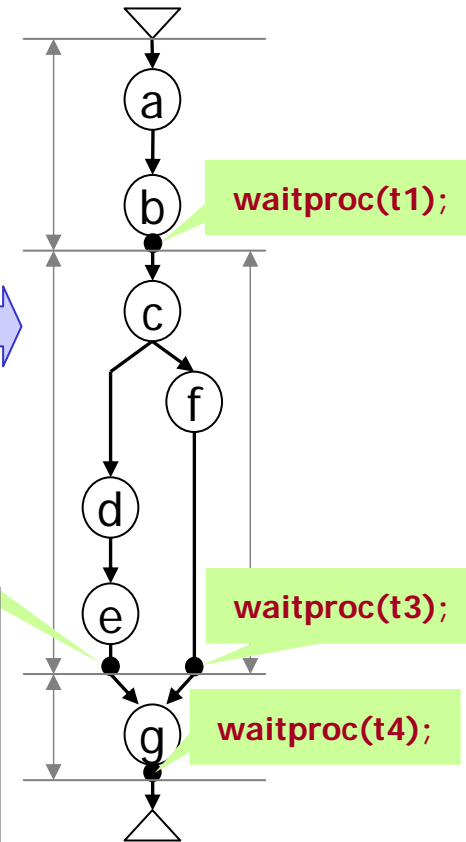 a
b
waitproc(t1);
c
f
d
e
waitproc(t3);
g
waitproc(t4);